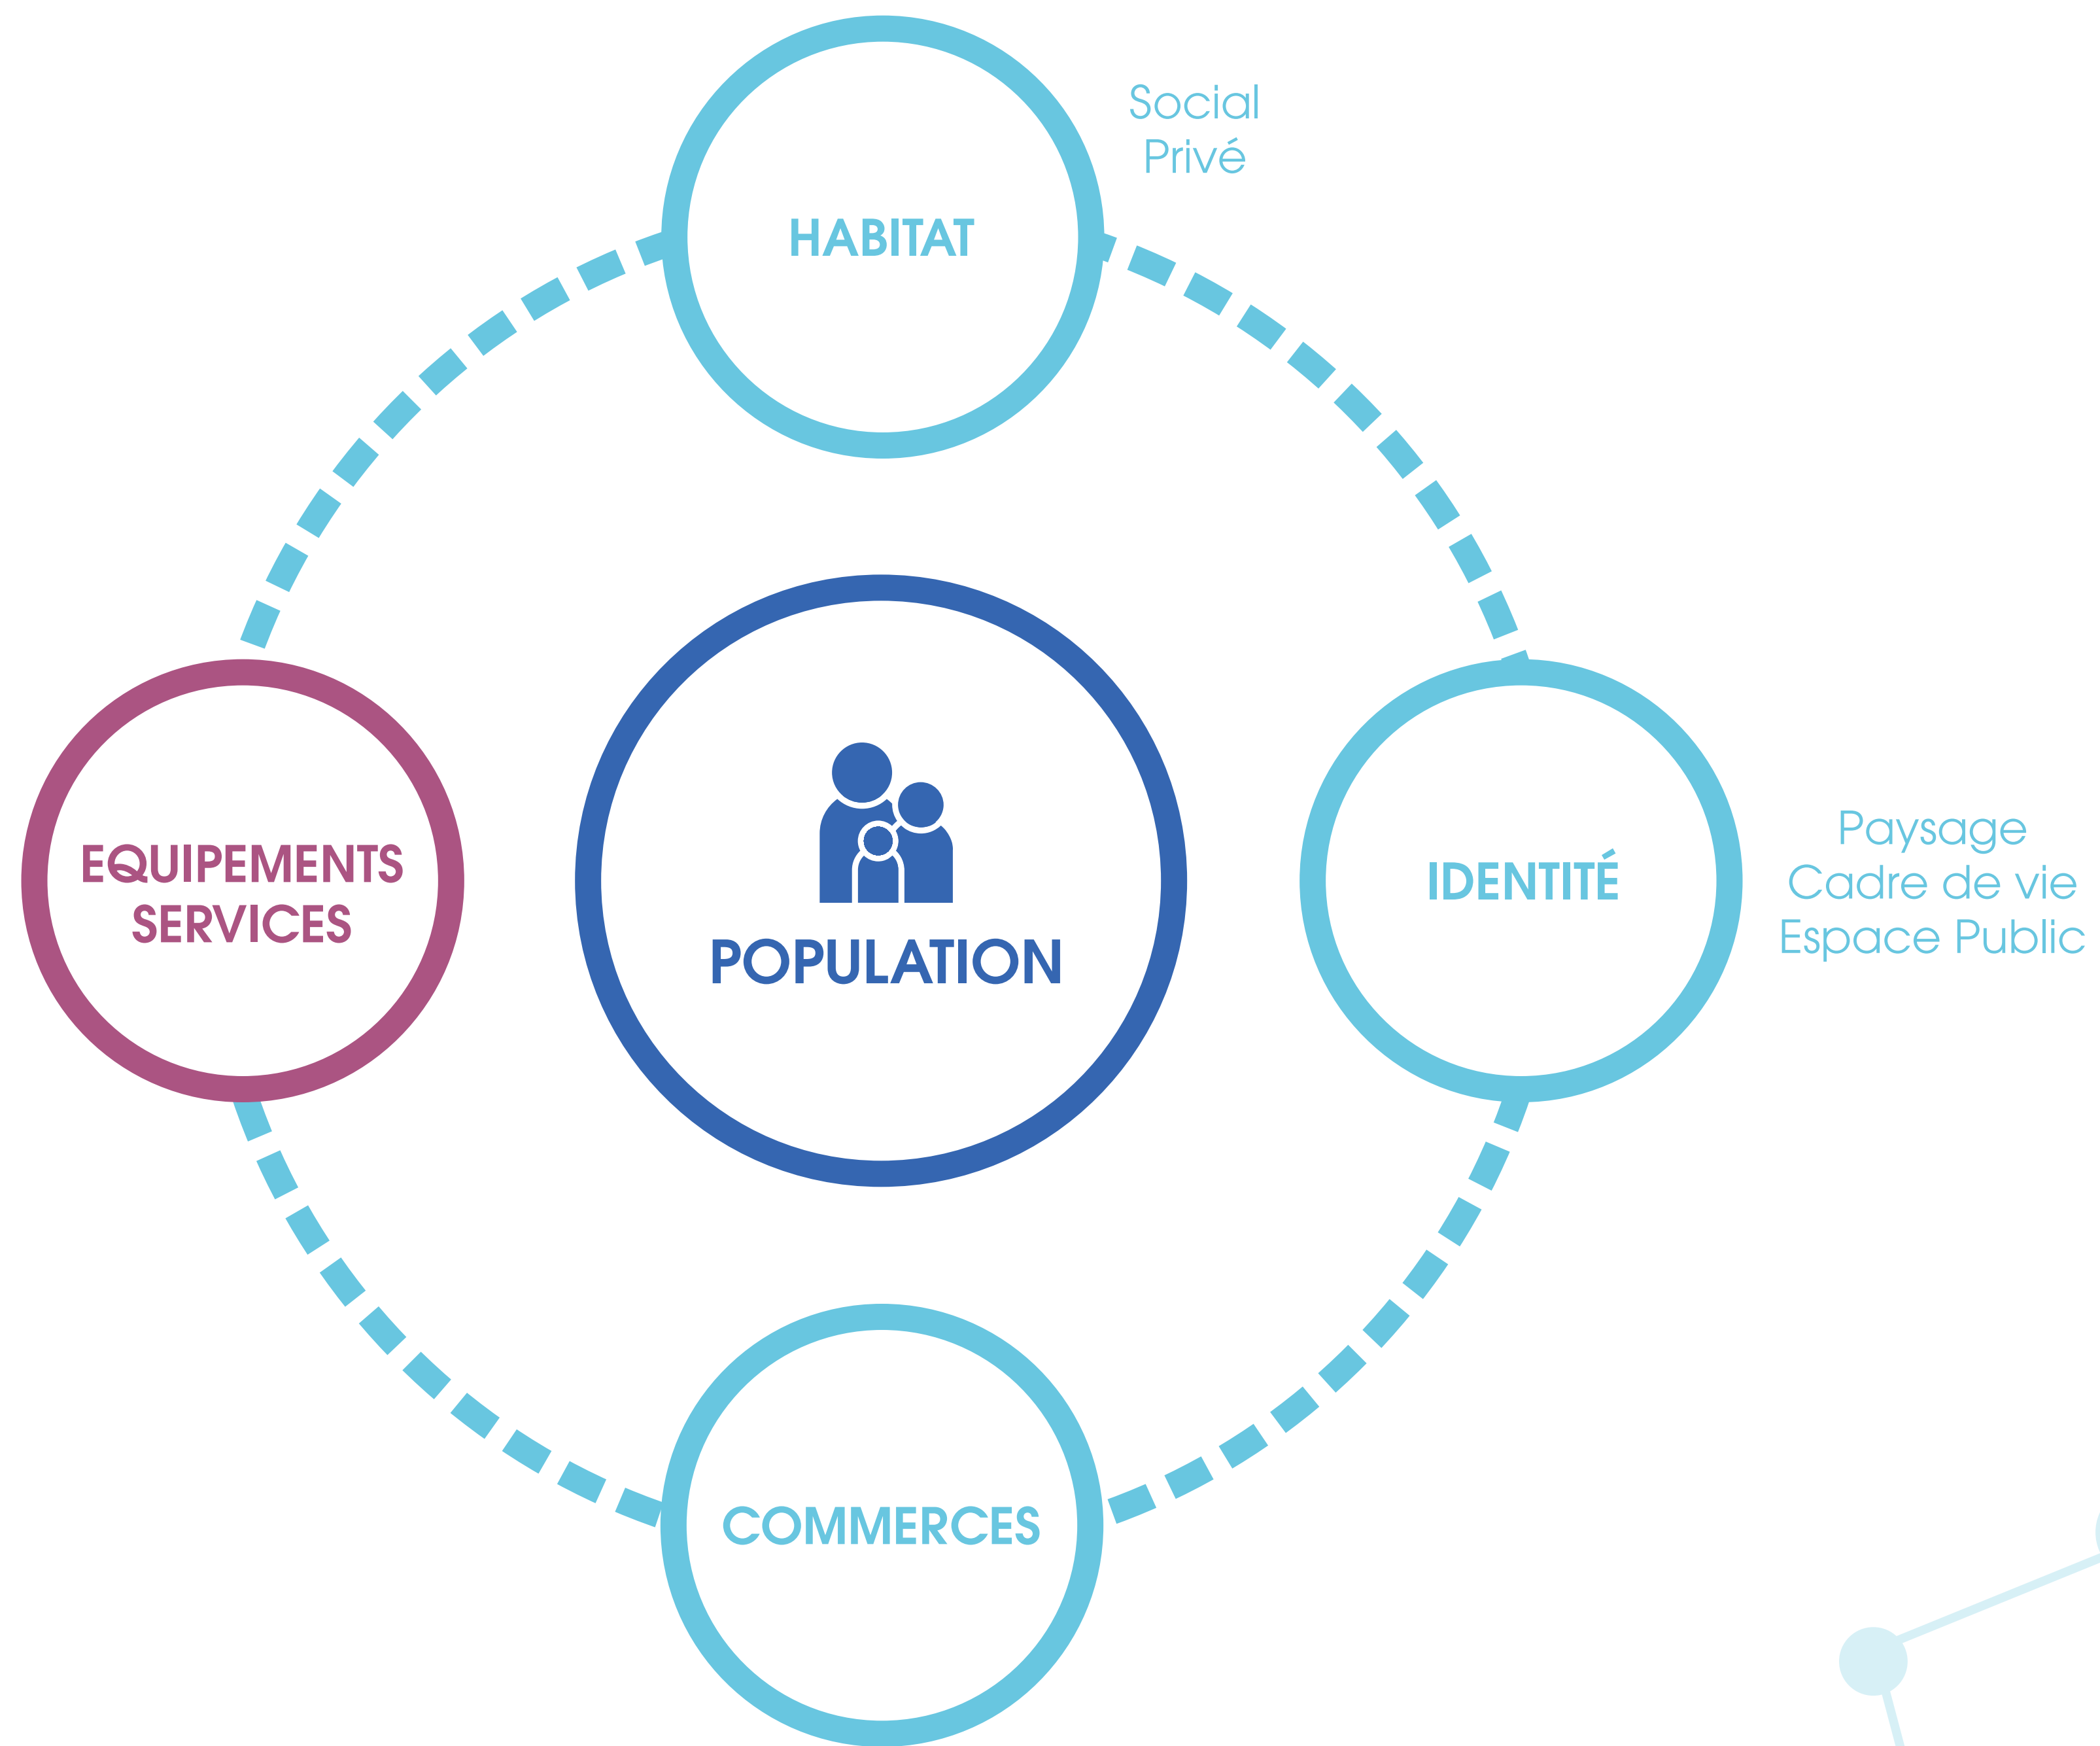 Social
Privé
HABITAT
EQUIPEMENTS
SERVICES
POPULATION
IDENTITÉ
Paysage
Cadre de vie
Espace Public
COMMERCES